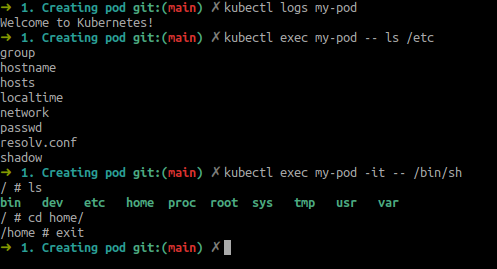 ➜ 1. Creating pod git:(main) ✗ kubectl logs my-pod
Welcome to Kubernetes!
➜ 1. Creating pod git:(main) ✗ kubectl exec my-pod -- ls /etc
group
hostname
hosts
localtime
network
passwd
resolv.conf
shadow
➜ 1. Creating pod git:(main) ✗ kubectl exec my-pod -it -- /bin/sh
/ # ls
bin dev etc home proc root sys tmp usr var
/ # cd home/
/home # exit
➜ 1. Creating pod git:(main) ✗